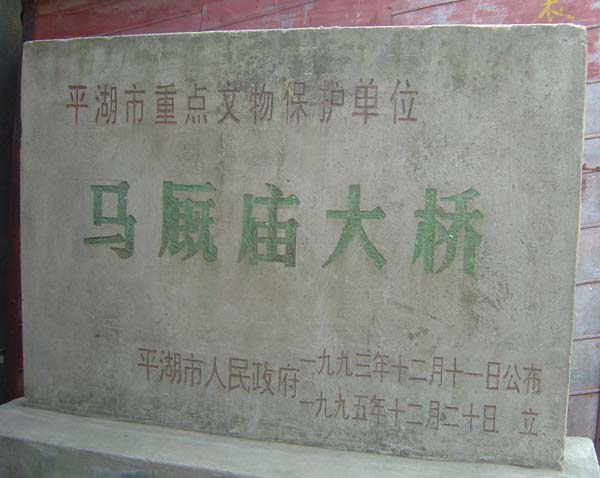 平湖市重点文物保护单位
马厩庙大桥
平湖市人民政府
一九九三年十二月十一日公布
一九九五年十二月二十日 立